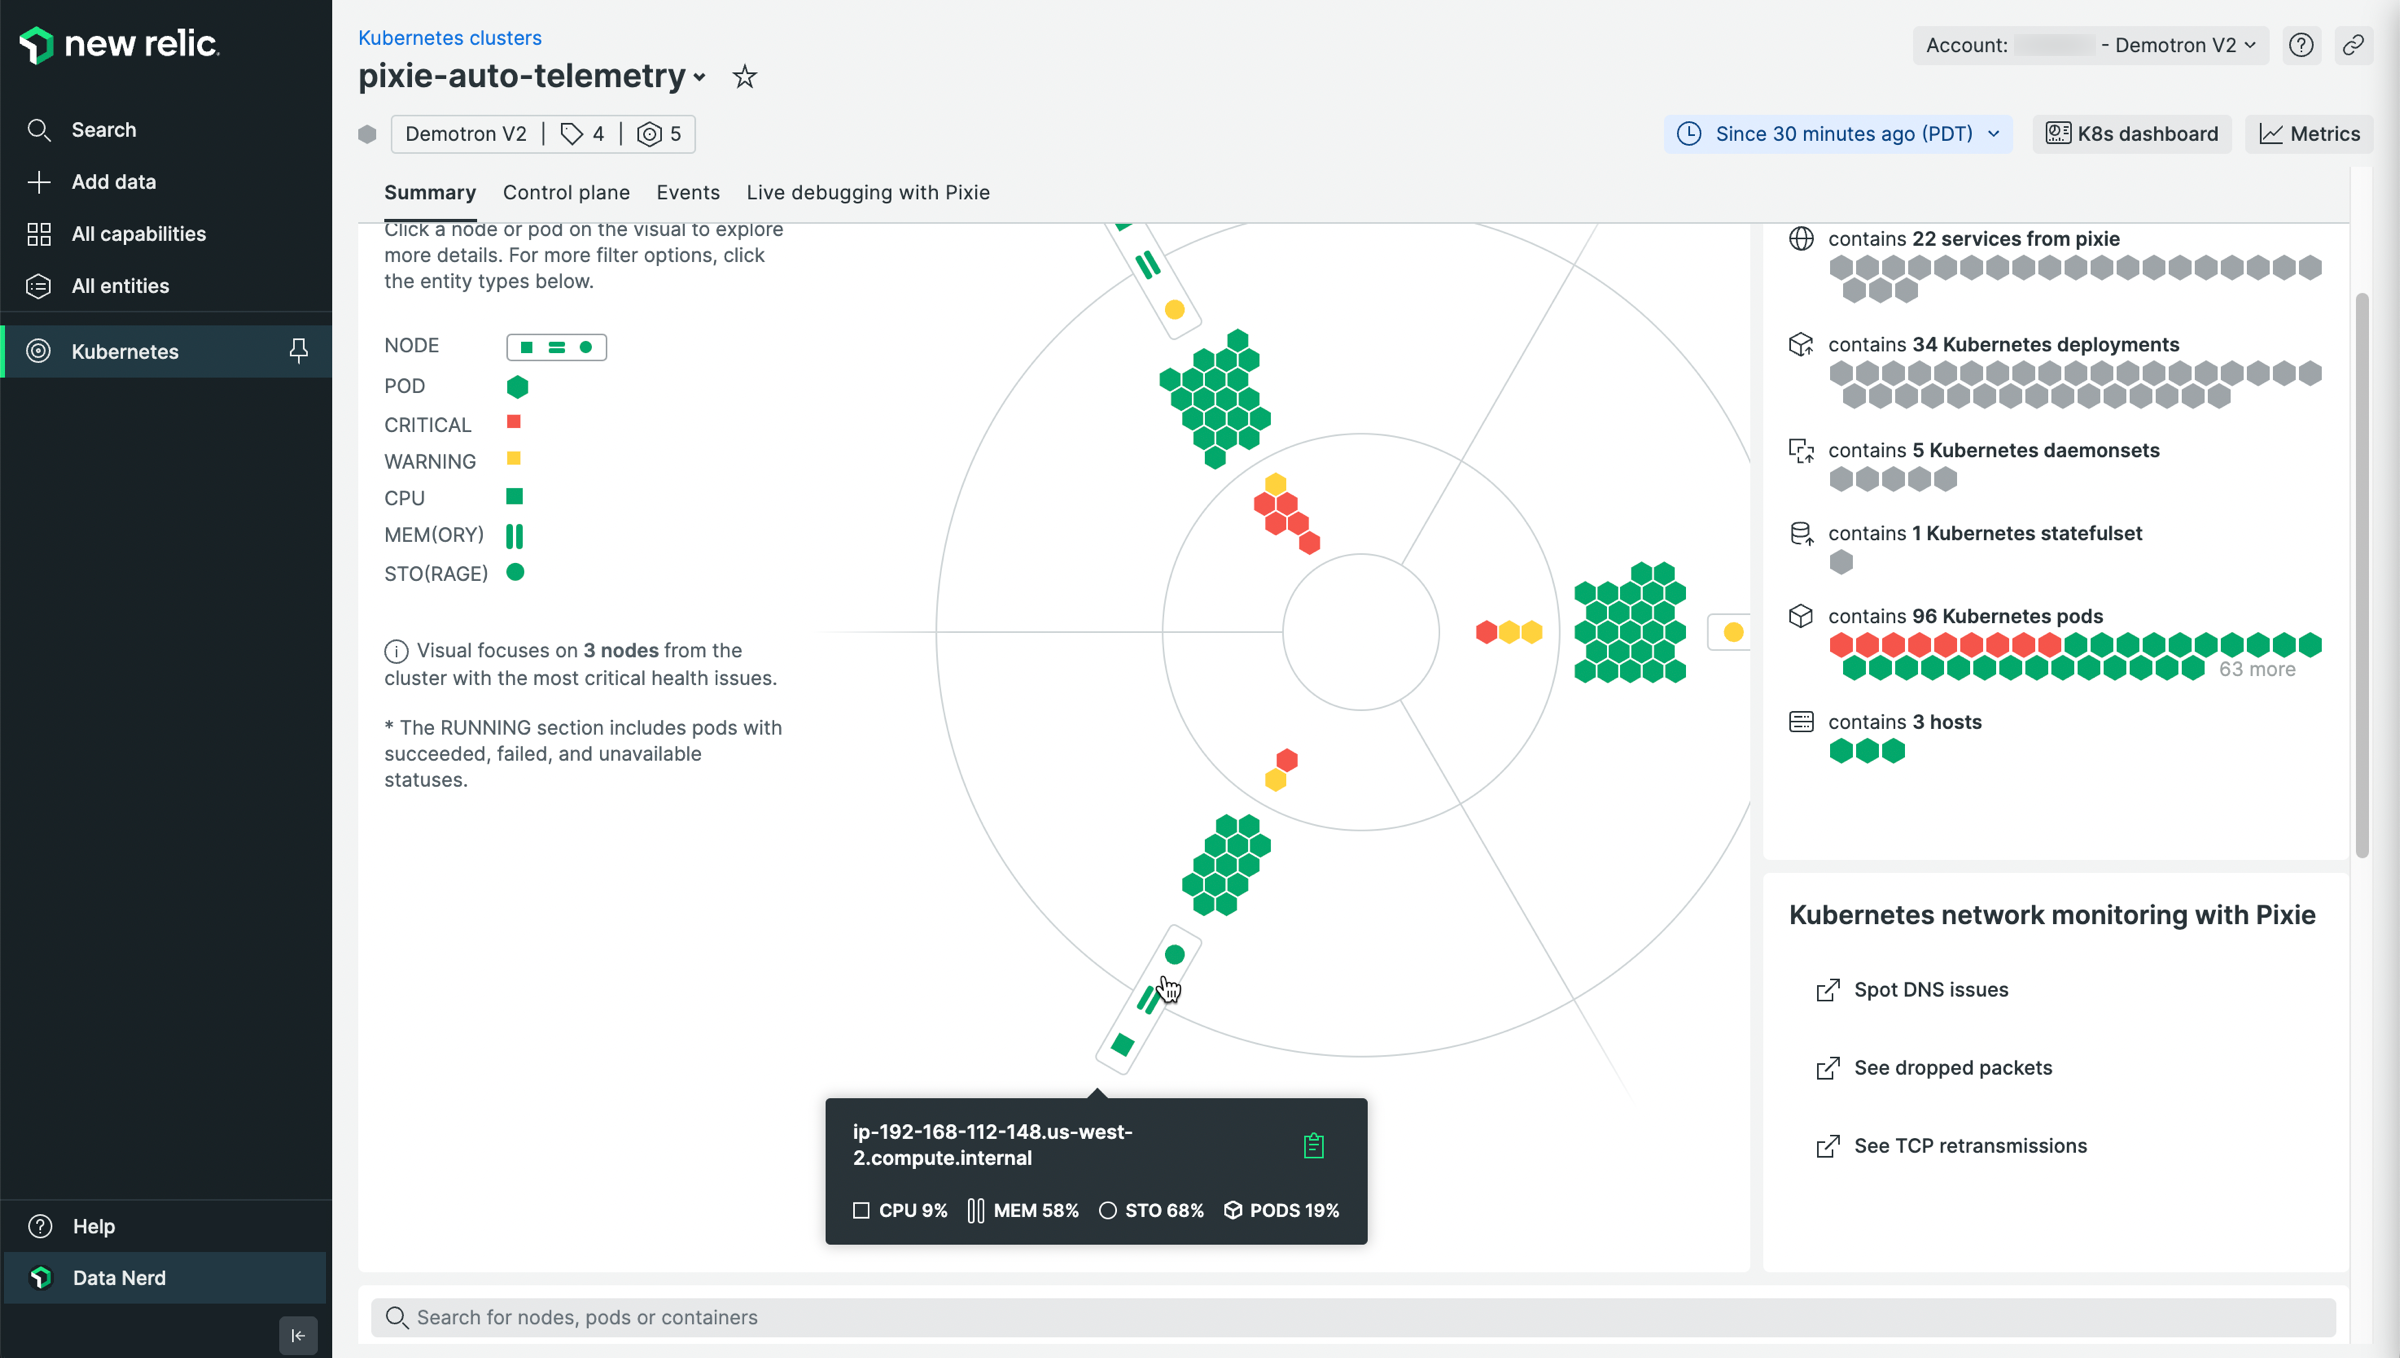 new relic.
Search
Add data
All capabilities
All entities
Kubernetes
Help
Data Nerd
Kubernetes clusters
pixie-auto-telemetry
Account: - Demotron V2
Demotron V2 | 4 | 5
Since 30 minutes ago (PDT)
K8s dashboard
Metrics
Summary
Control plane
Events
Live debugging with Pixie
Click a node or pod on the visual to explore
more details. For more filter options, click
the entity types below.
NODE
POD
CRITICAL
WARNING
CPU
MEM(ORY)
STO(RAGE)
Visual focuses on 3 nodes from the
cluster with the most critical health issues.
* The RUNNING section includes pods with
succeeded, failed, and unavailable
statuses.
ip-192-168-112-148.us-west-
2.compute.internal
CPU 9% MEM 58% STO 68% PODS 19%
contains 22 services from pixie
contains 34 Kubernetes deployments
contains 5 Kubernetes daemonsets
contains 1 Kubernetes statefulset
contains 96 Kubernetes pods
63 more
contains 3 hosts
Kubernetes network monitoring with Pixie
Spot DNS issues
See dropped packets
See TCP retransmissions
Search for nodes, pods or containers